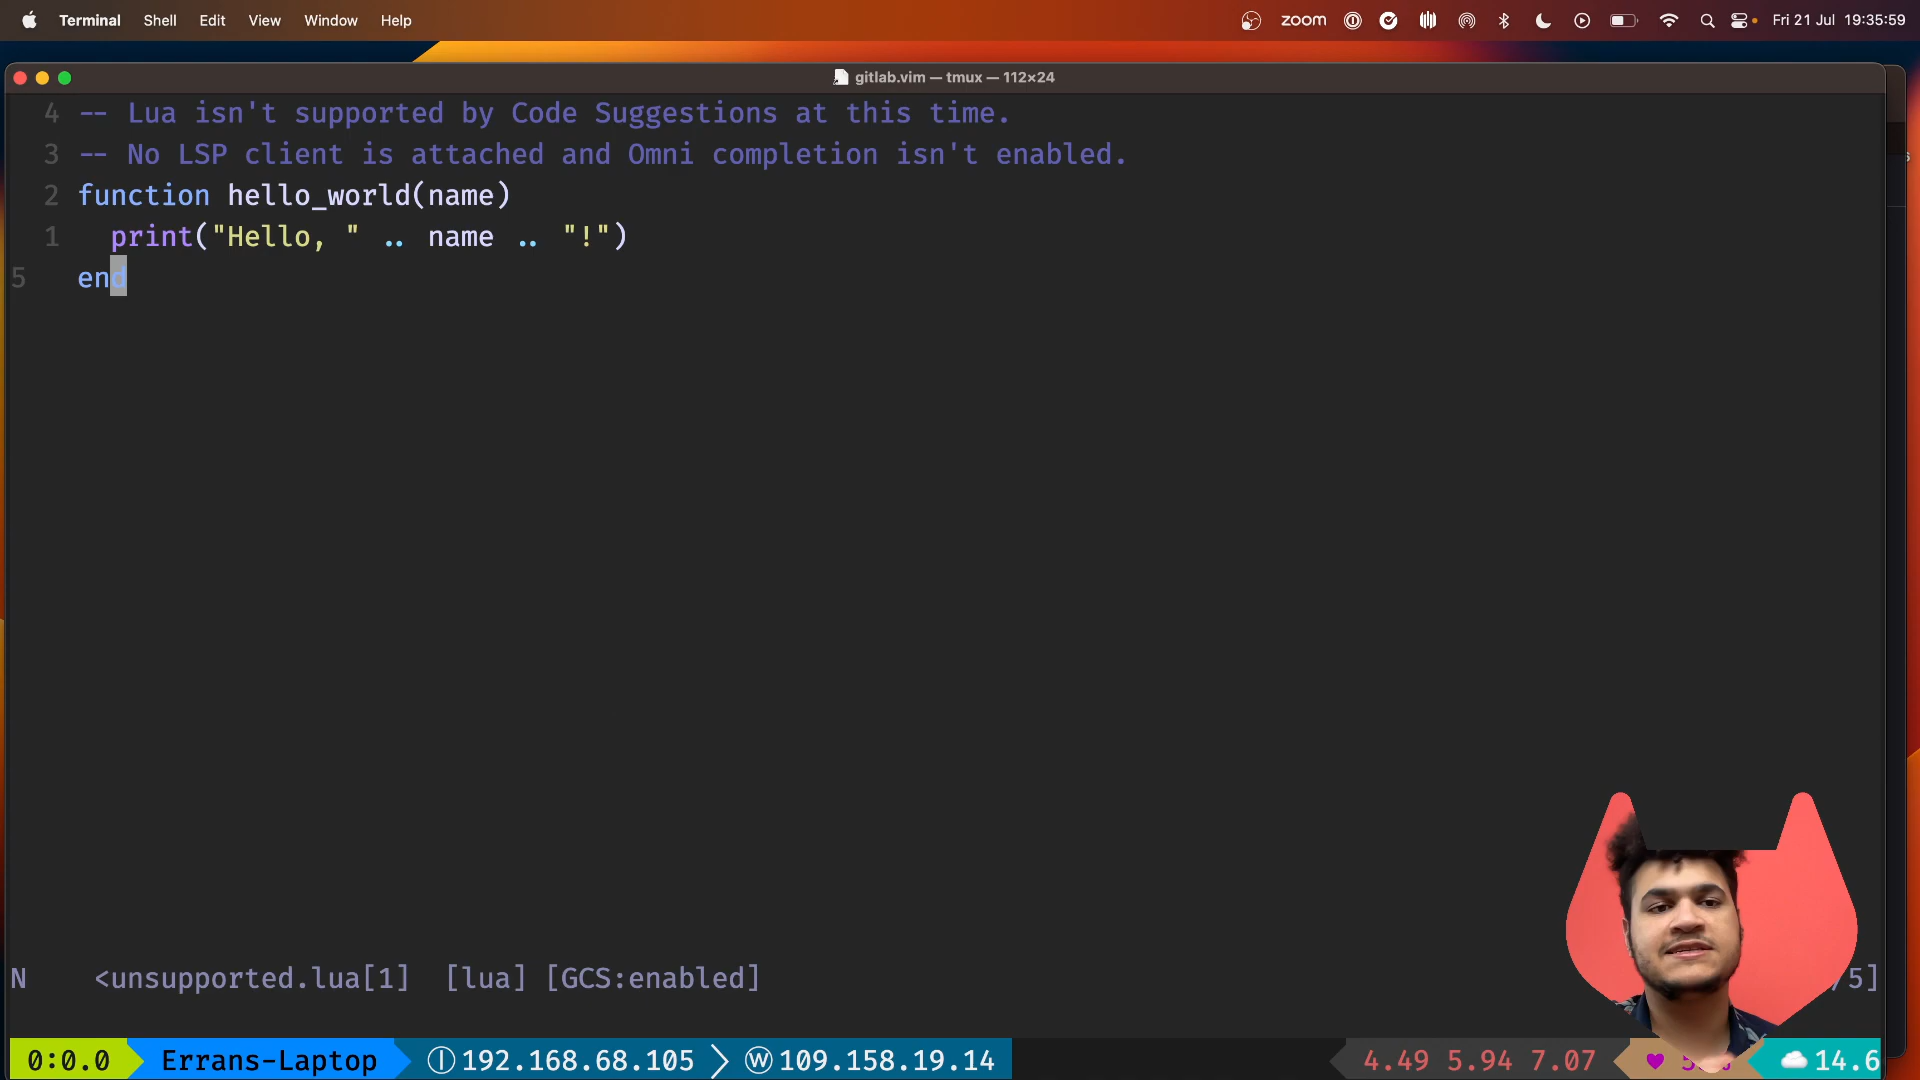 Terminal Shell Edit View Window Help zoom Fri 21 Jul 19:35:59
gitlab.vim — tmux — 112×24
4 -- Lua isn't supported by Code Suggestions at this time.
3 -- No LSP client is attached and Omni completion isn't enabled.
2 function hello_world(name)
1 print("Hello, " .. name .. "!")
5 end
N <unsupported.lua[1] [lua] [GCS:enabled] /5]
0:0.0 Errans-Laptop I 192.168.68.105 W 109.158.19.14 4.49 5.94 7.07 ♥ 14.6